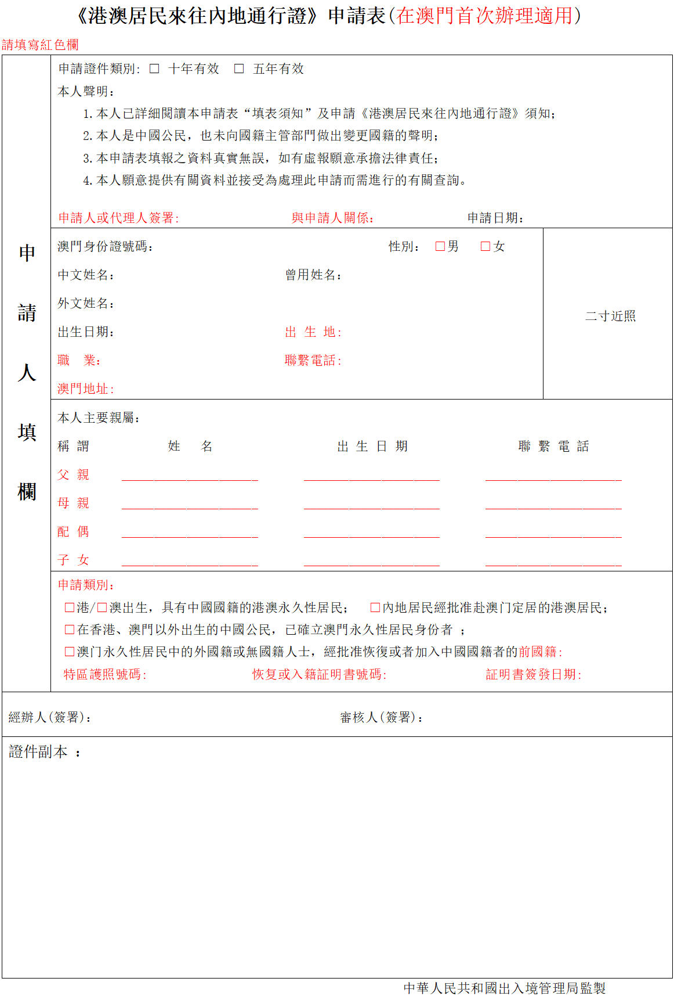 《港澳居民來往內地通行證》申請表(在澳門首次辦理適用)
請填寫紅色欄
申請人填欄
申請證件類別: □ 十年有效 □ 五年有效
本人聲明：
1.本人已詳細閱讀本申請表“填表須知”及申請《港澳居民來往內地通行證》須知；
2.本人是中國公民，也未向國籍主管部門做出變更國籍的聲明；
3.本申請表填報之資料真實無誤，如有虛報願意承擔法律責任；
4.本人願意提供有關資料並接受為處理此申請而需進行的有關查詢。
申請人或代理人簽署: 與申請人關係： 申請日期：
澳門身份證號碼： 性別： □男 □女
中文姓名： 曾用姓名：
外文姓名：
出生日期： 出 生 地:
職 業： 聯繫電話:
澳門地址:
二寸近照
本人主要親屬：
稱 謂 姓 名 出 生 日 期 聯 繫 電 話
父 親
母 親
配 偶
子 女
申請類別：
□港/□澳出生，具有中國國籍的港澳永久性居民； □內地居民經批准赴澳门定居的港澳居民；
□在香港、澳門以外出生的中國公民，已確立澳門永久性居民身份者 ；
□澳门永久性居民中的外國籍或無國籍人士，經批准恢復或者加入中國國籍者的前國籍:
特區護照號碼: 恢复或入籍証明書號碼: 証明書簽發日期:
經辦人(簽署)： 審核人(簽署)：
證件副本 ：
中華人民共和國出入境管理局監製